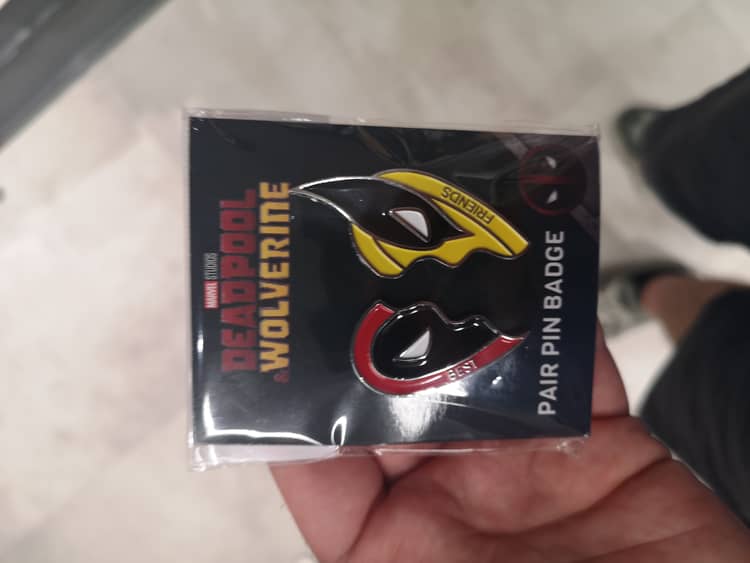 MARVEL STUDIOS
DEADPOOL
& WOLVERINE
BEST
FRIENDS
PAIR PIN BADGE